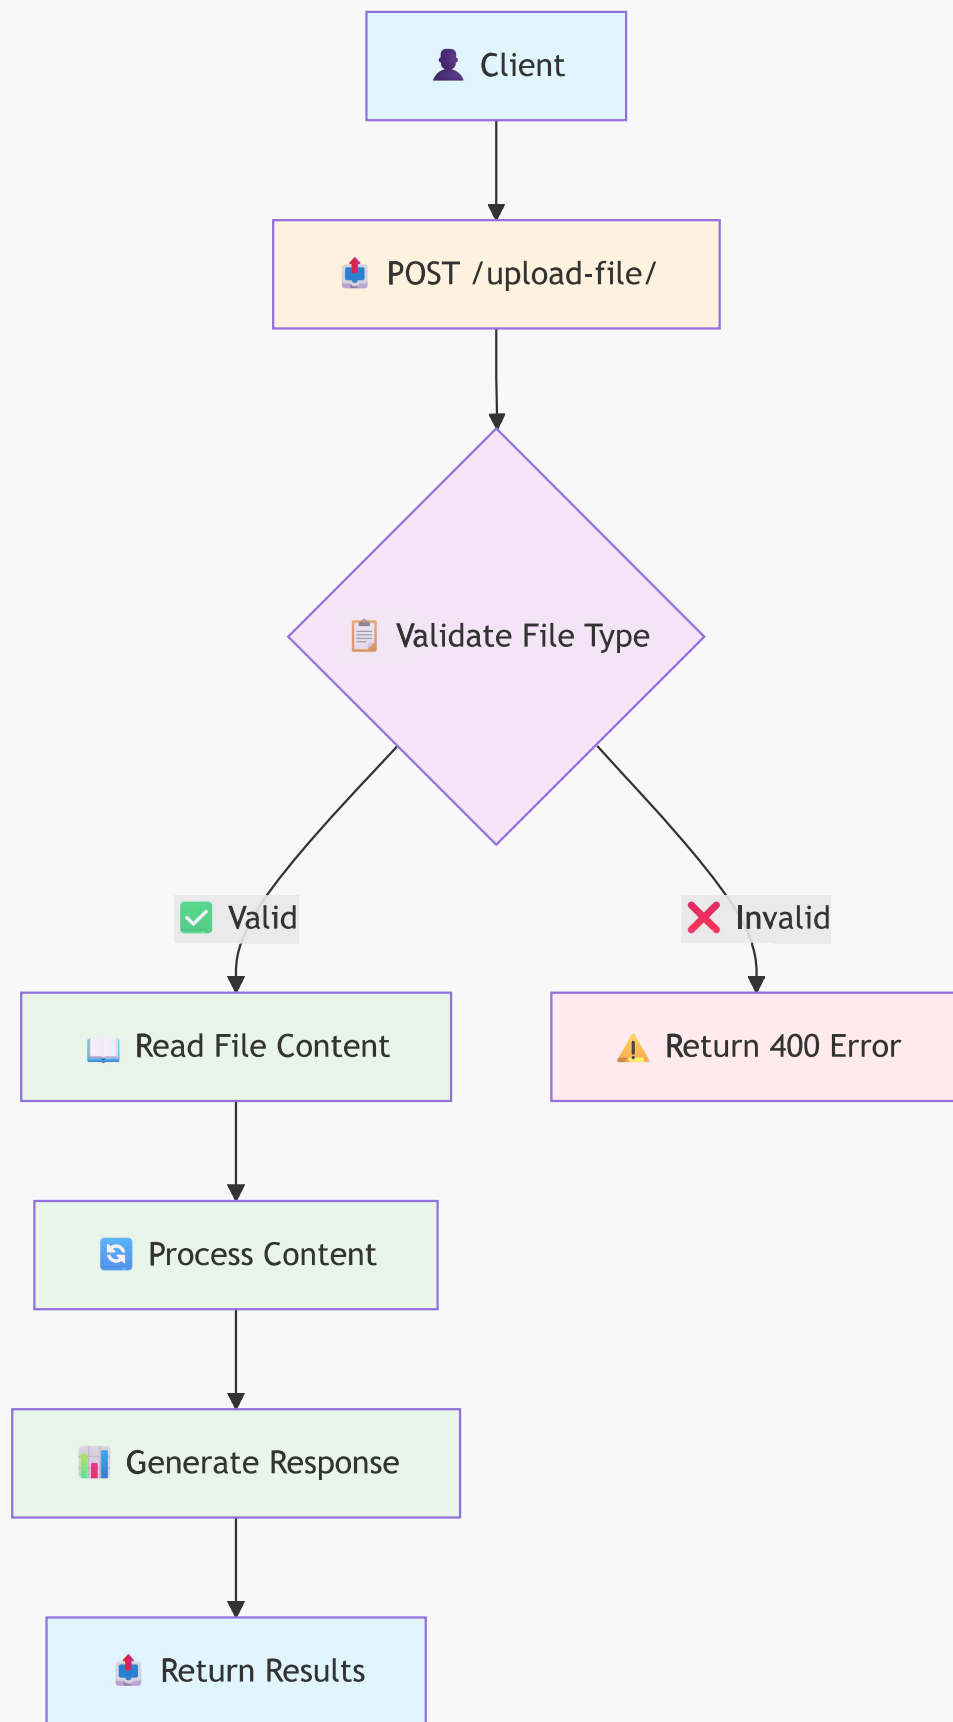 👤 Client
📤 POST /upload-file/
📋 Validate File Type
✅ Valid
❌ Invalid
📖 Read File Content
⚠️ Return 400 Error
🔄 Process Content
📊 Generate Response
📤 Return Results